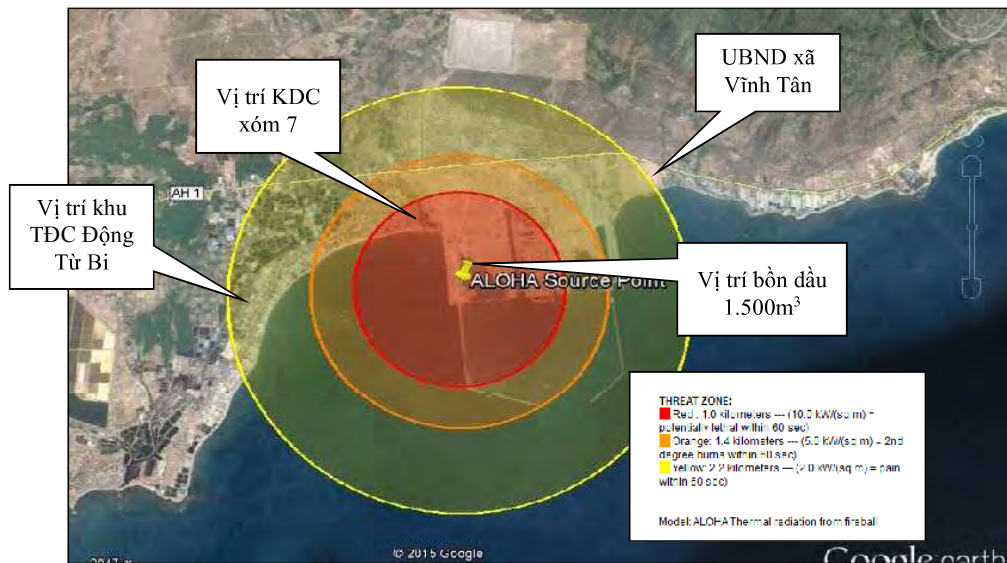 UBND xã
Vĩnh Tân
Vị trí KDC
xóm 7
AH 1
Vị trí khu
TĐC Động
Từ Bi
ALOHA Source Point
Vị trí bồn dầu
1.500m³
THREAT ZONE:
Red : 1.0 kilometers --- (10.0 kW/(sq m) =
potentially lethal within 60 sec)
Orange: 1.4 kilometers --- (5.0 kW/(sq m) = 2nd
degree burns within 60 sec)
Yellow: 2.2 kilometers --- (2.0 kW/(sq m) = pain
within 60 sec)
Model: ALOHA Thermal radiation from fireball
© 2015 Google
Google earth